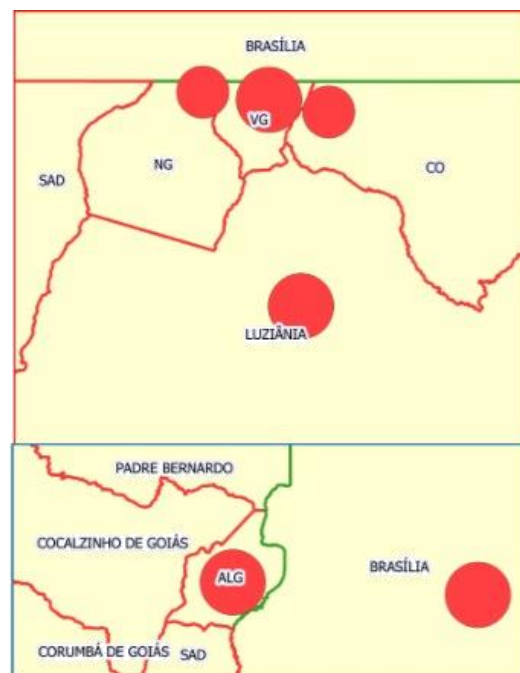 BRASÍLIA
VG
NG
CO
SAD
LUZIÂNIA
PADRE BERNARDO
COCALZINHO DE GOIÁS
BRASÍLIA
ALG
CORUMBÁ DE GOIÁS
SAD